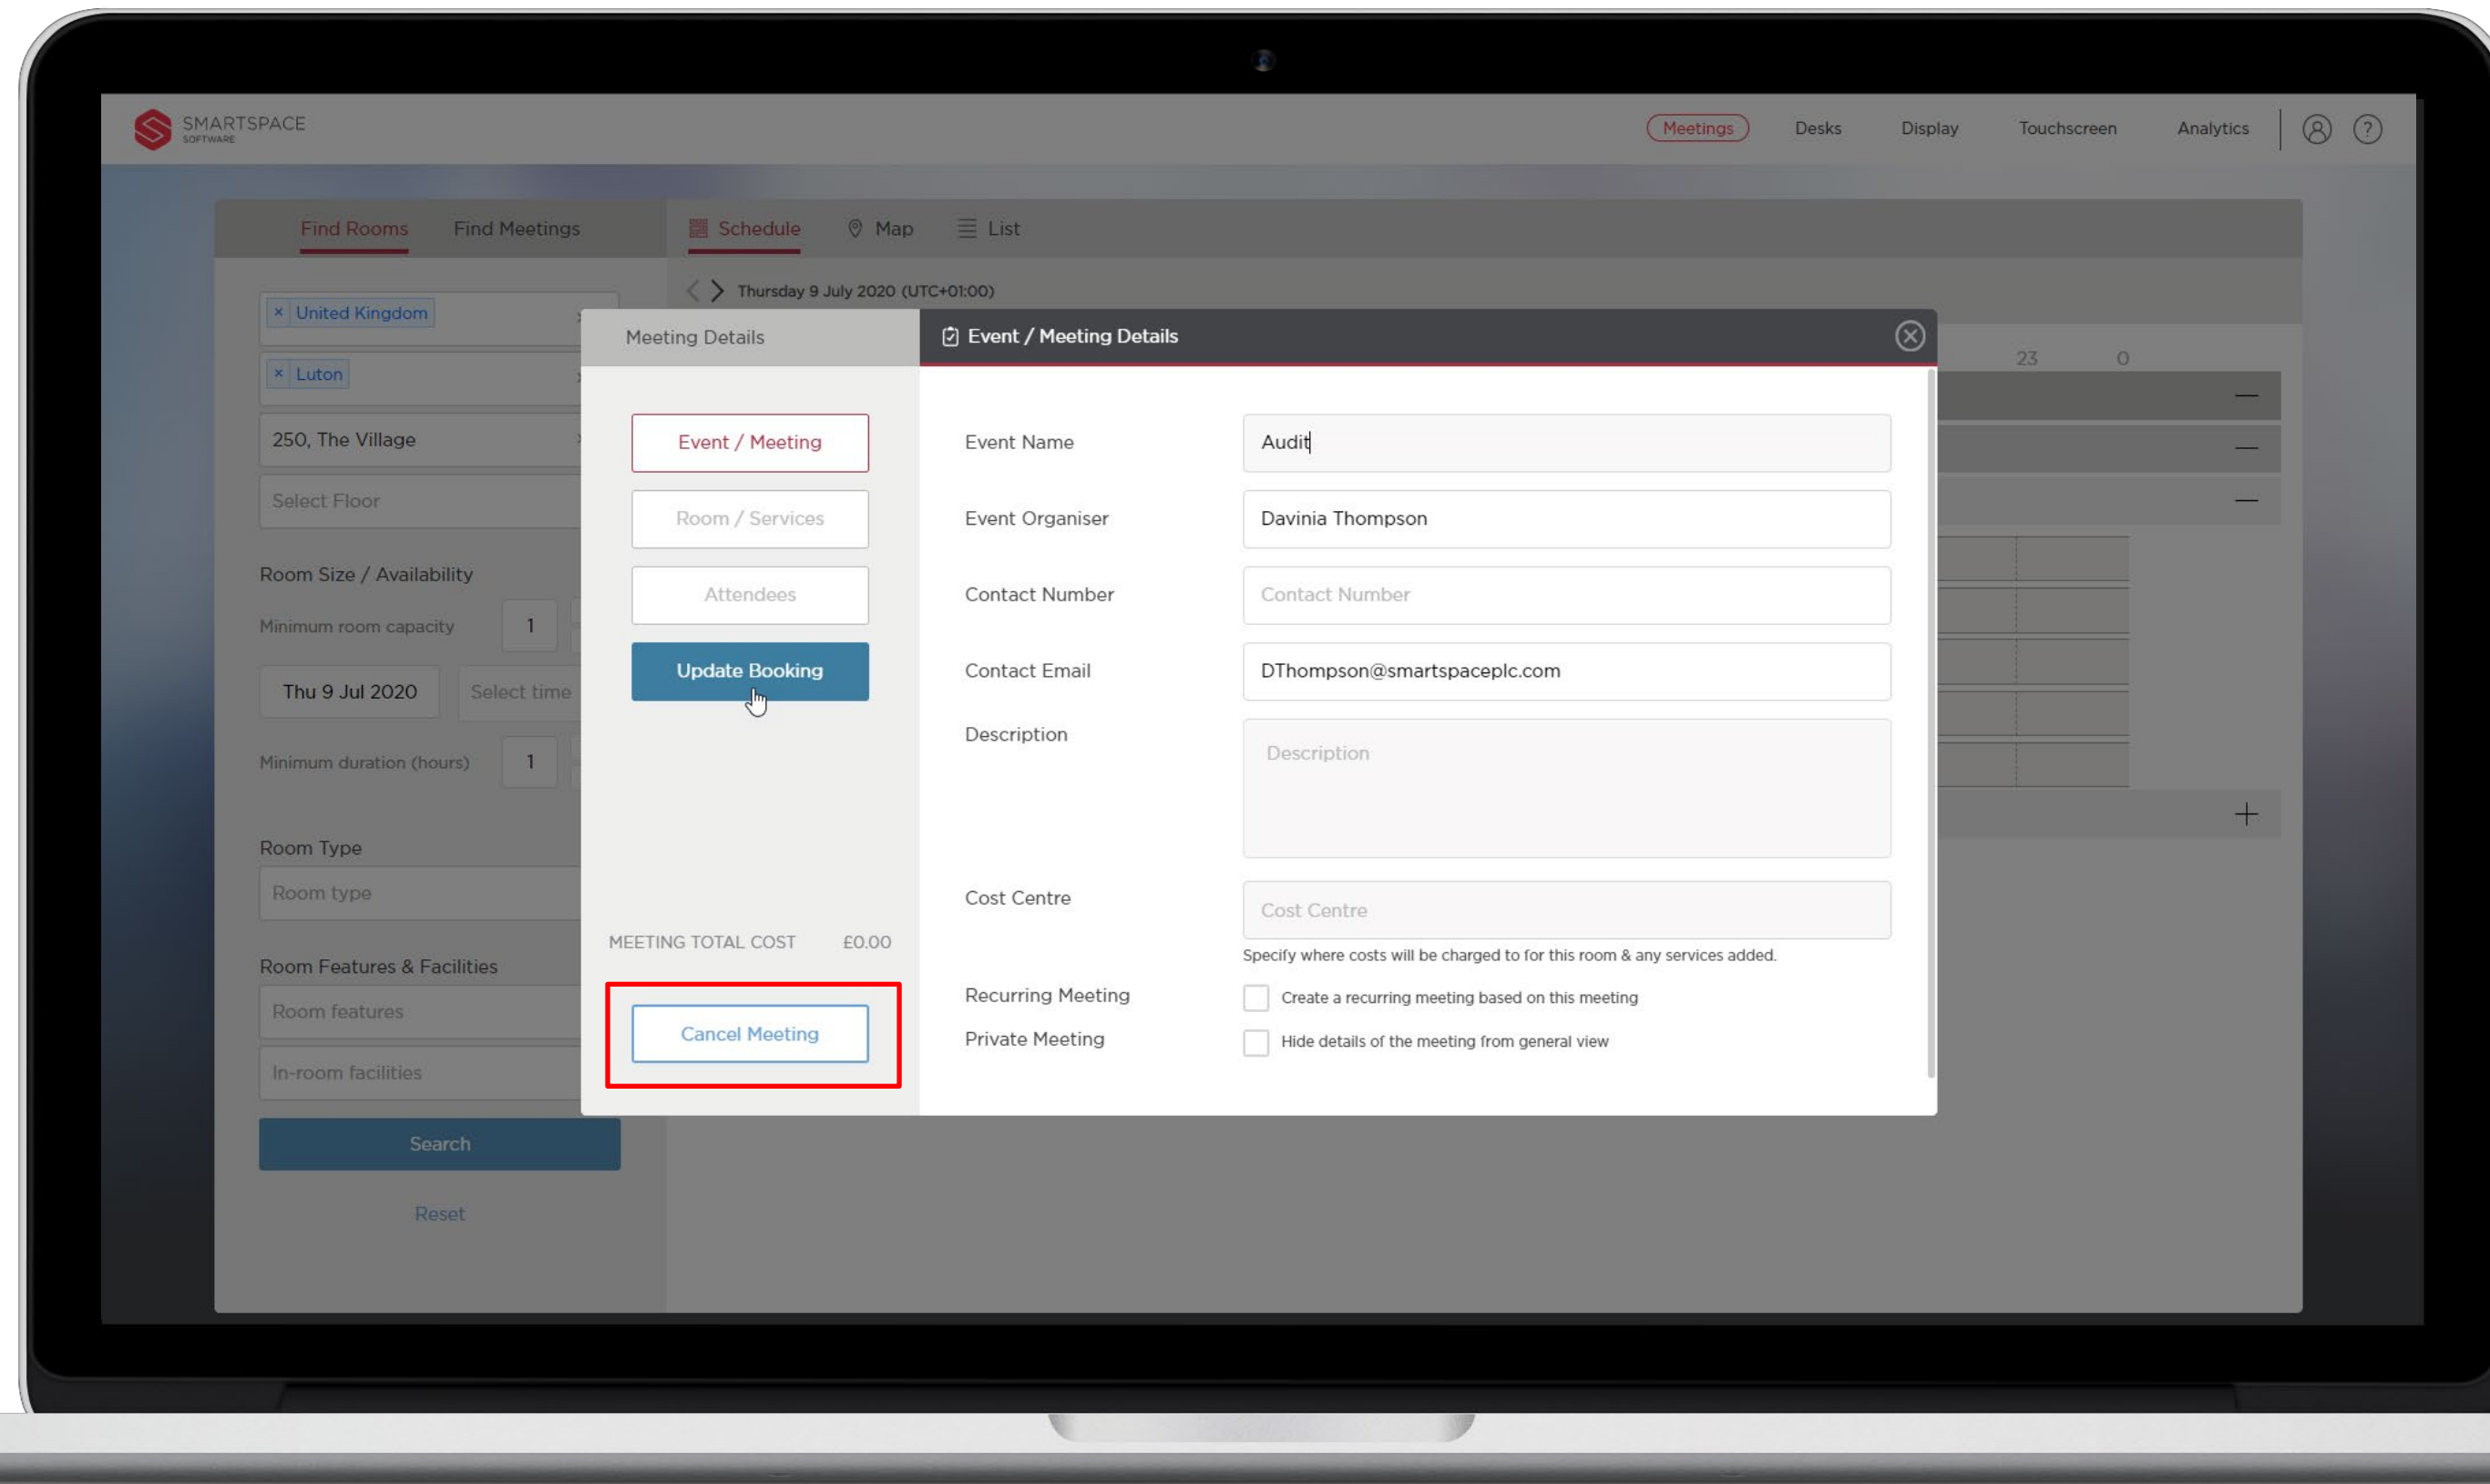 SMARTSPACE
SOFTWARE
Meetings Desks Display Touchscreen Analytics ?
Find Rooms Find Meetings Schedule Map List
Thursday 9 July 2020 (UTC+01:00)
× United Kingdom
× Luton
250, The Village
Select Floor
Room Size / Availability
Minimum room capacity 1
Thu 9 Jul 2020 Select time
Minimum duration (hours) 1
Room Type
Room type
Room Features & Facilities
Room features
In-room facilities
Search
Reset
23 0
Meeting Details
Event / Meeting
Room / Services
Attendees
Update Booking
MEETING TOTAL COST £0.00
Cancel Meeting
Event / Meeting Details
Event Name Audit
Event Organiser Davinia Thompson
Contact Number Contact Number
Contact Email DThompson@smartspaceplc.com
Description Description
Cost Centre Cost Centre
Specify where costs will be charged to for this room & any services added.
Recurring Meeting Create a recurring meeting based on this meeting
Private Meeting Hide details of the meeting from general view